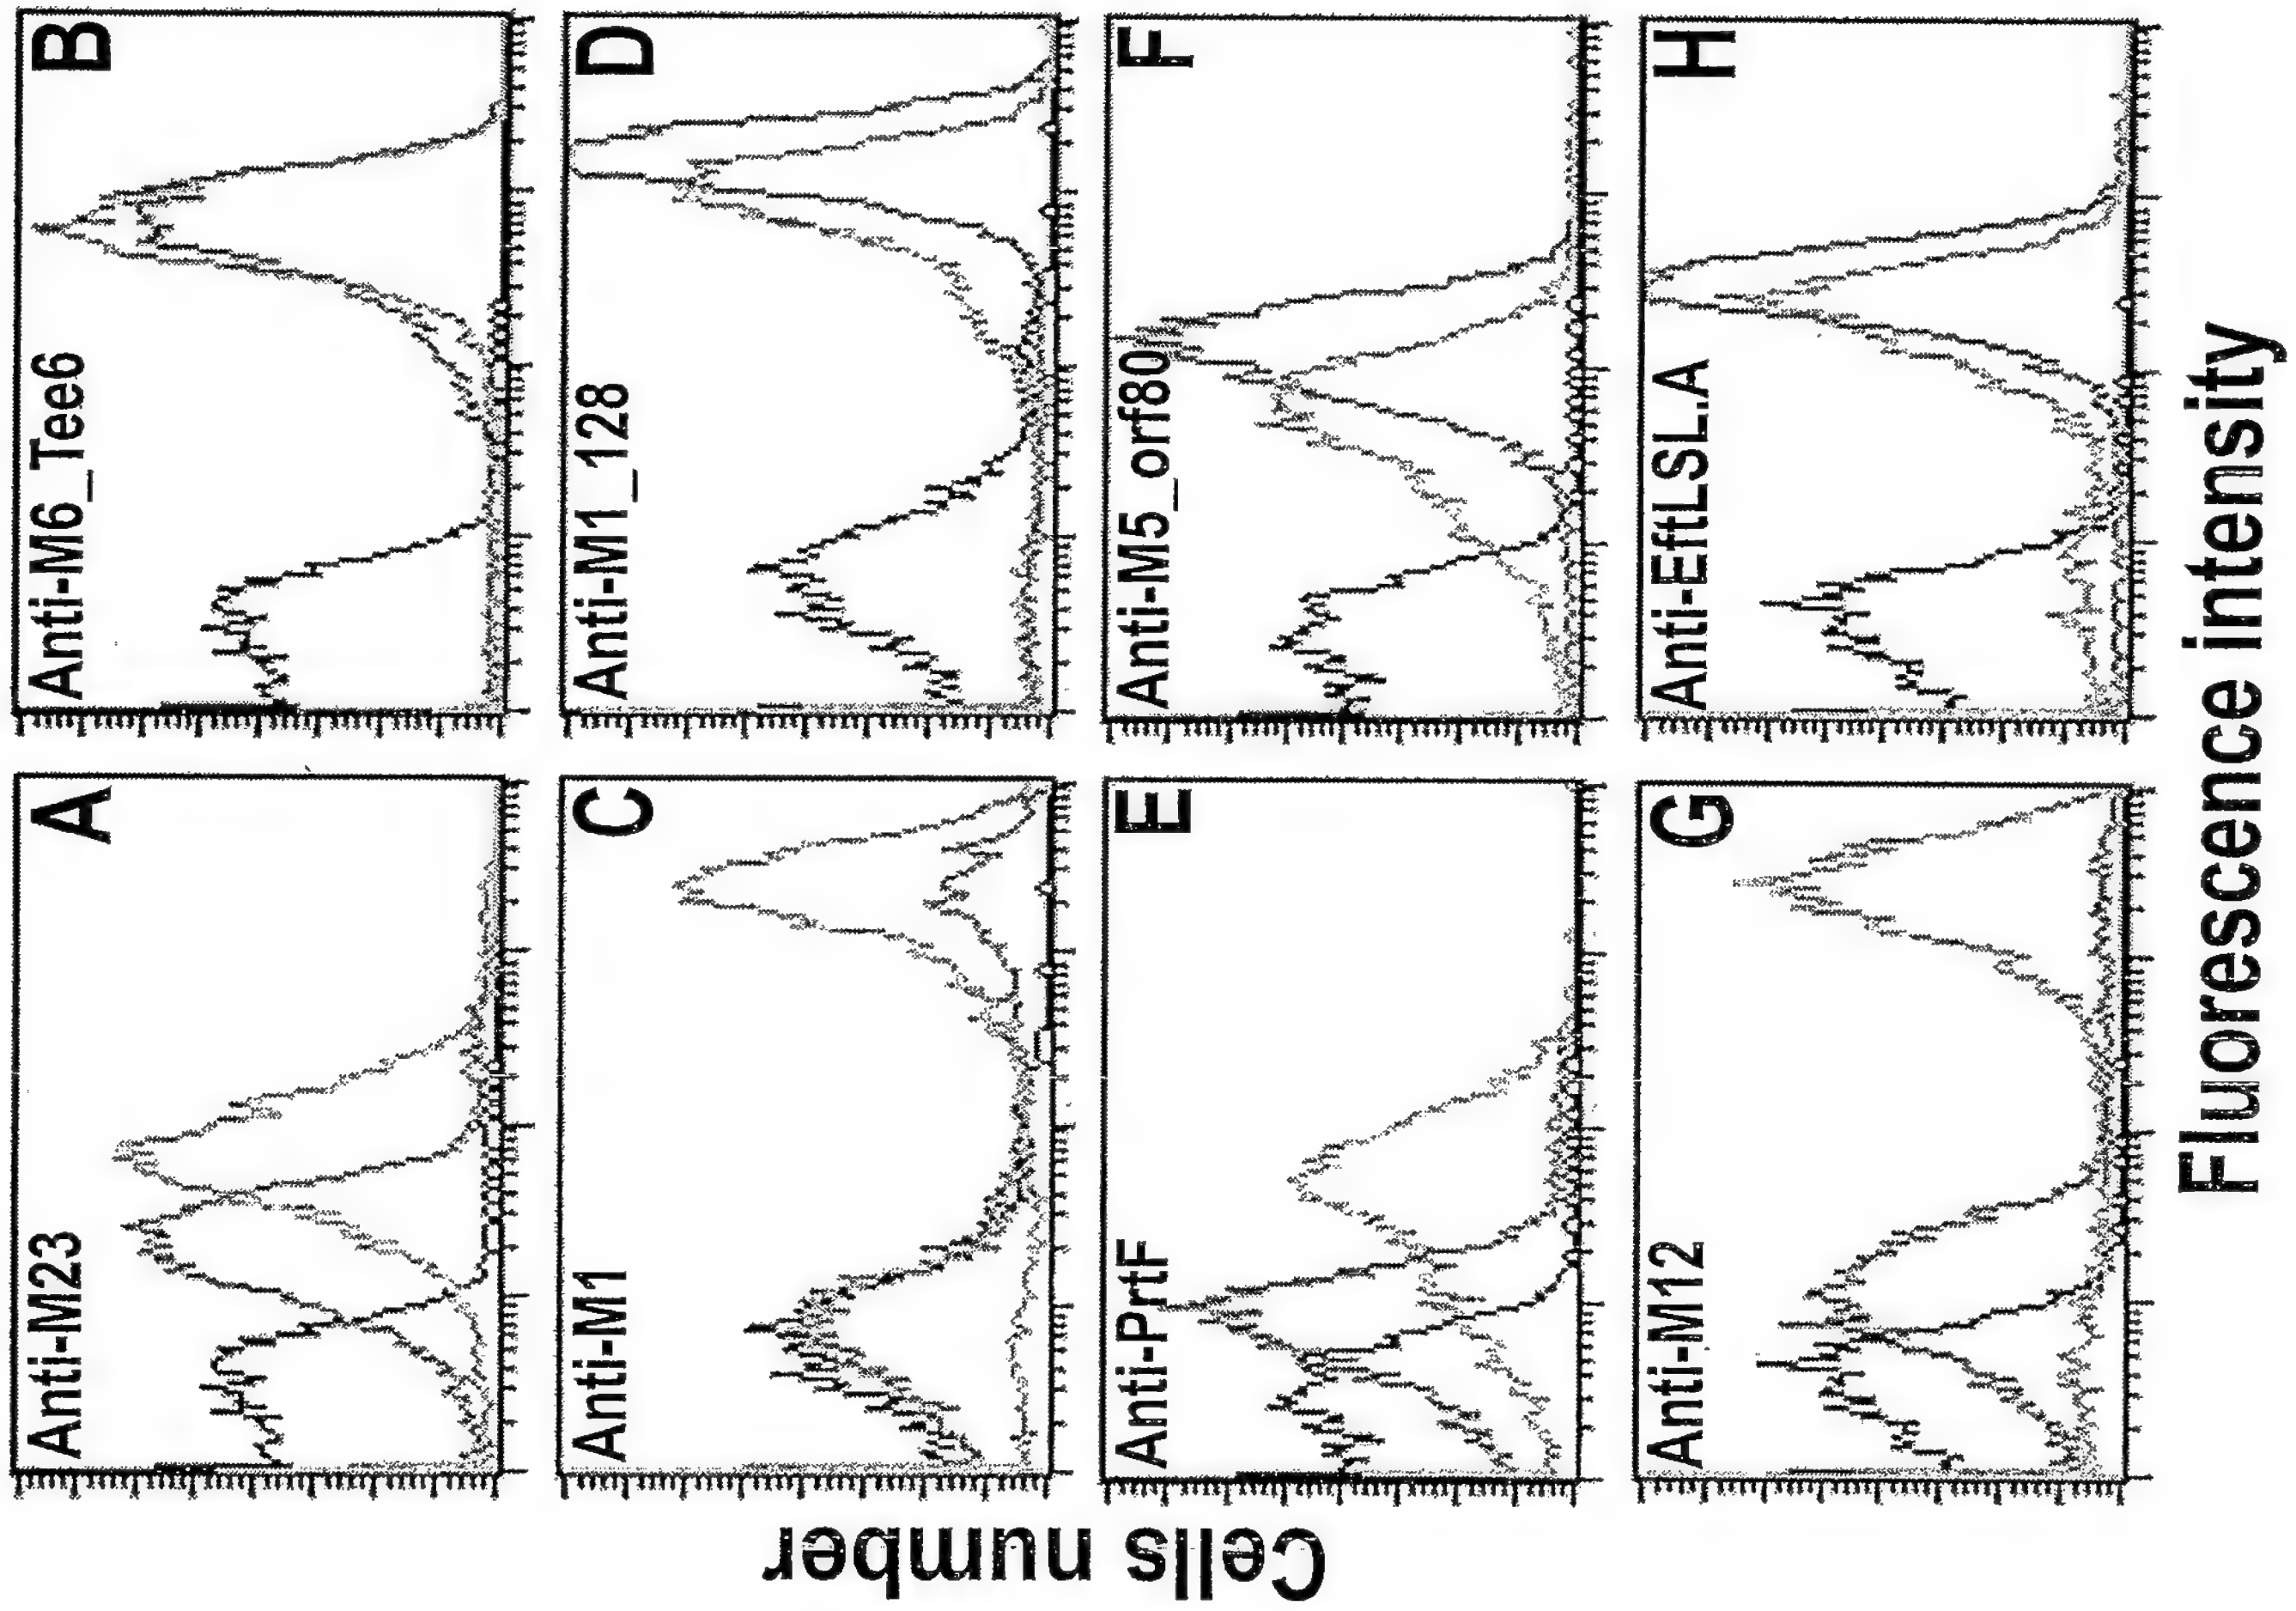 A
Anti-M23
B
Anti-M6_Tee6
C
Anti-M1
D
Anti-M1_128
E
Anti-PrtF
F
Anti-M5_orf80
G
Anti-M12
H
Anti-EftLSL.A
Cells number
Fluorescence intensity